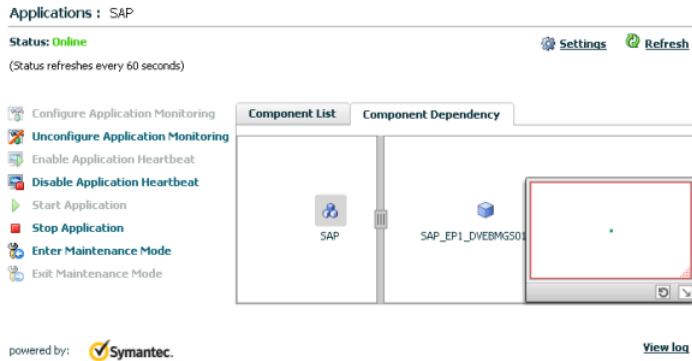 Applications : SAP
Status: Online
Settings
Refresh
(Status refreshes every 60 seconds)
Configure Application Monitoring
Unconfigure Application Monitoring
Enable Application Heartbeat
Disable Application Heartbeat
Start Application
Stop Application
Enter Maintenance Mode
Exit Maintenance Mode
Component List
Component Dependency
SAP
SAP_EP1_DVEBMGS01
powered by:
Symantec.
View log